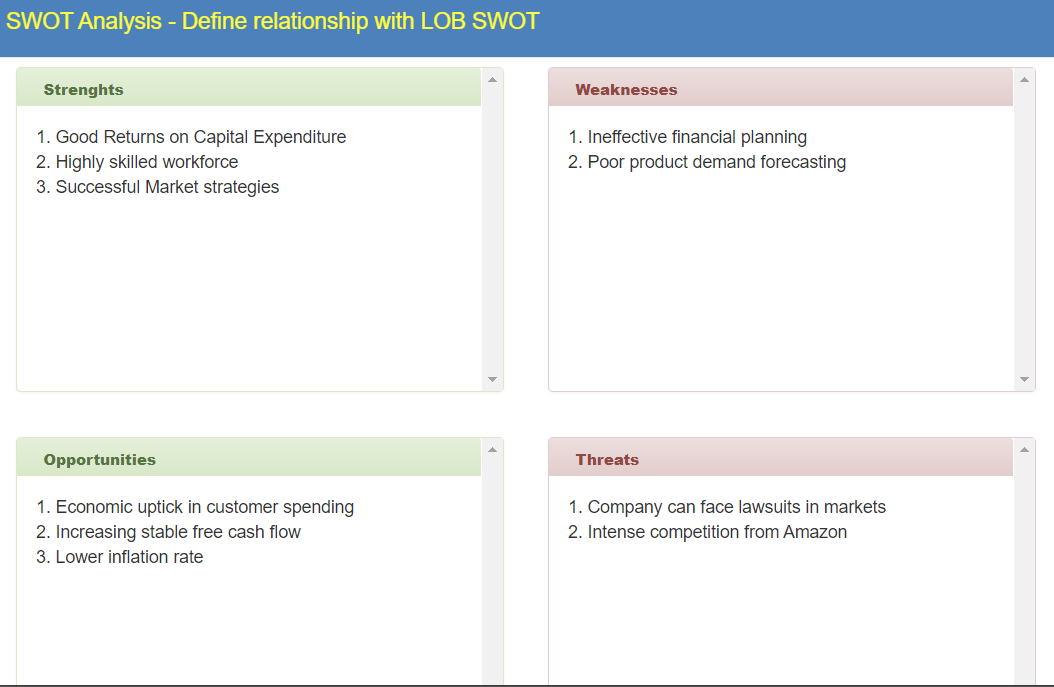 SWOT Analysis - Define relationship with LOB SWOT
Strenghts
1. Good Returns on Capital Expenditure
2. Highly skilled workforce
3. Successful Market strategies
Weaknesses
1. Ineffective financial planning
2. Poor product demand forecasting
Opportunities
1. Economic uptick in customer spending
2. Increasing stable free cash flow
3. Lower inflation rate
Threats
1. Company can face lawsuits in markets
2. Intense competition from Amazon